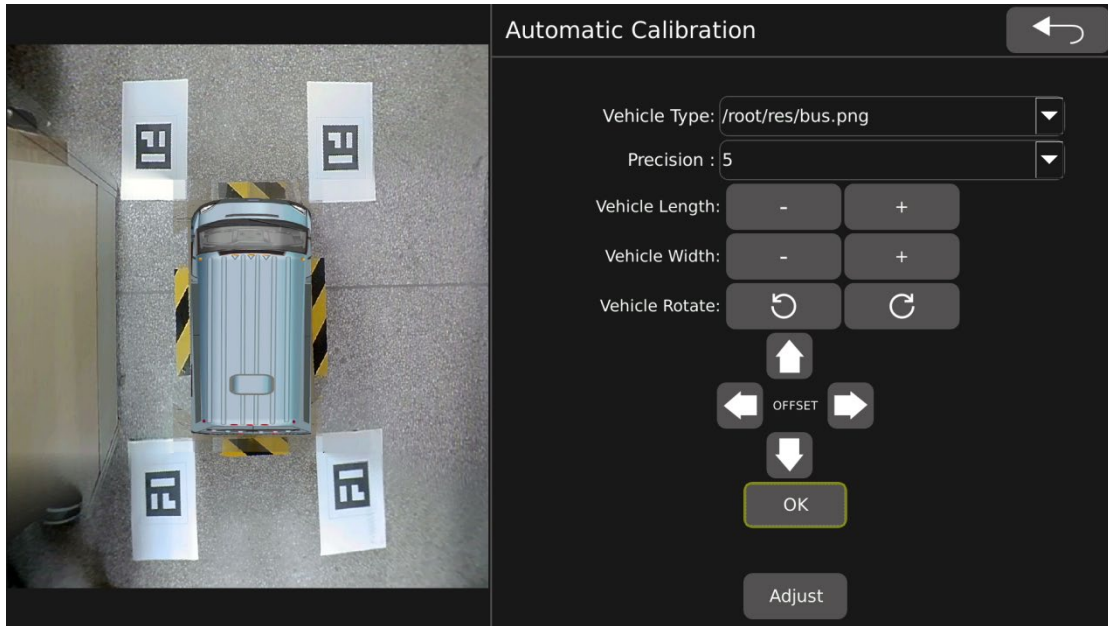 Automatic Calibration
Vehicle Type: /root/res/bus.png
Precision : 5
Vehicle Length: - +
Vehicle Width: - +
Vehicle Rotate:
OFFSET
OK
Adjust